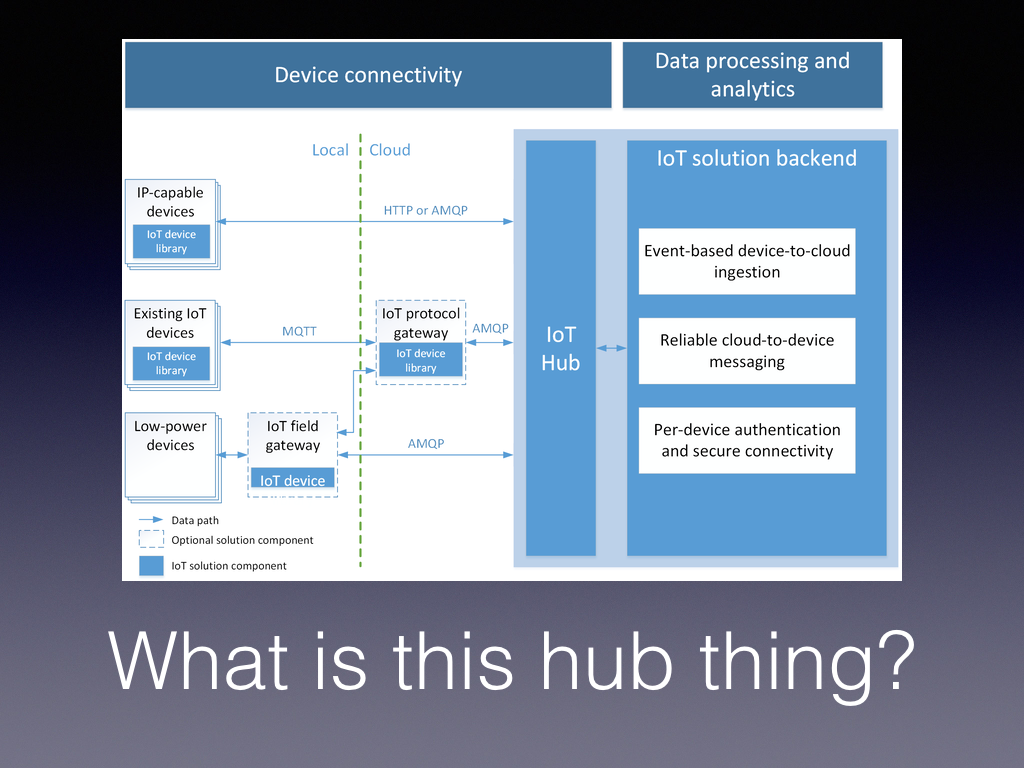 Device connectivity
Data processing and
analytics
Local
Cloud
IoT solution backend
IP-capable
devices
IoT device
library
HTTP or AMQP
Event-based device-to-cloud
ingestion
Existing IoT
devices
IoT device
library
MQTT
IoT protocol
gateway
IoT device
library
AMQP
IoT
Hub
Reliable cloud-to-device
messaging
Low-power
devices
IoT field
gateway
IoT device
AMQP
Per-device authentication
and secure connectivity
Data path
Optional solution component
IoT solution component
What is this hub thing?